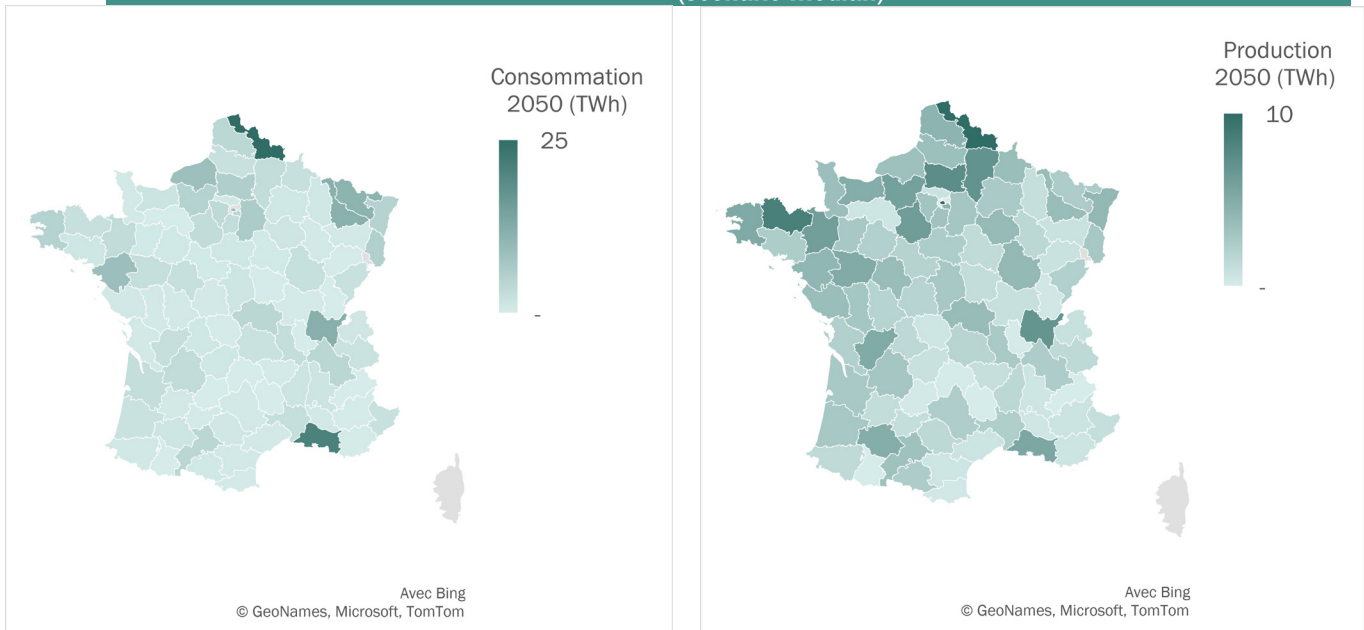 Consommation
2050 (TWh)
25
-
Avec Bing
© GeoNames, Microsoft, TomTom
Production
2050 (TWh)
10
-
Avec Bing
© GeoNames, Microsoft, TomTom